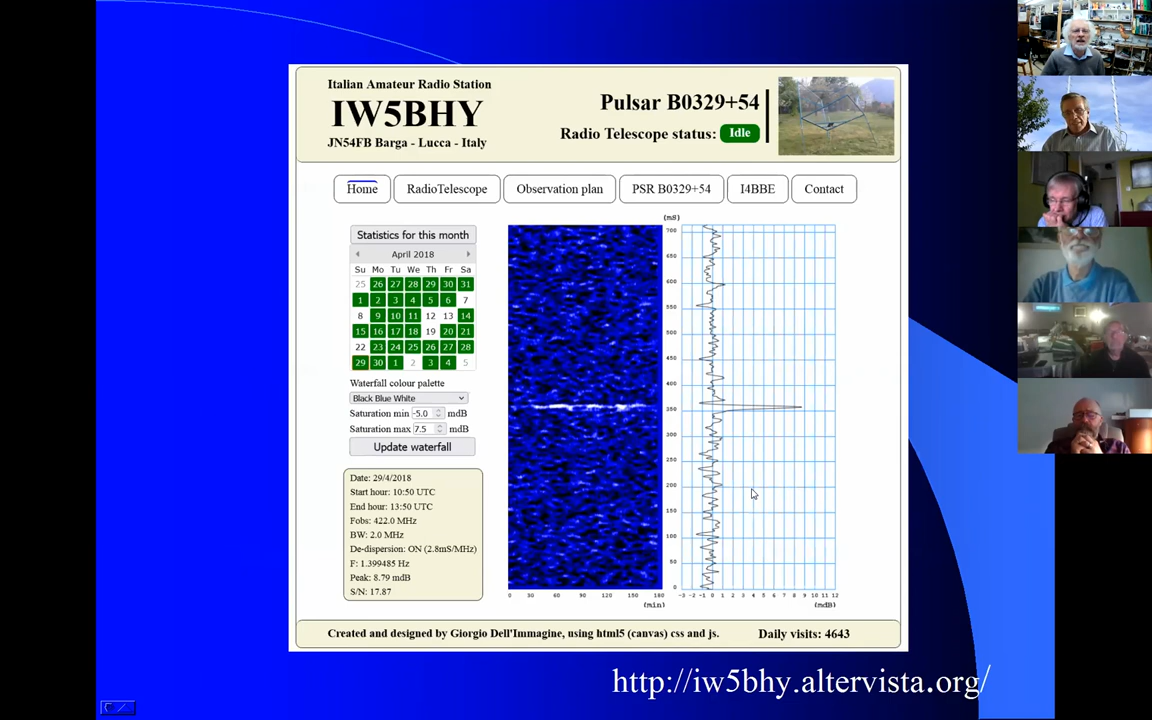 Italian Amateur Radio Station
IW5BHY
JN54FB Barga - Lucca - Italy
Pulsar B0329+54
Radio Telescope status: Idle
Home RadioTelescope Observation plan PSR B0329+54 I4BBE Contact
Statistics for this month
April 2018
Su Mo Tu We Th Fr Sa
25 26 27 28 29 30 31
1 2 3 4 5 6 7
8 9 10 11 12 13 14
15 16 17 18 19 20 21
22 23 24 25 26 27 28
29 30 1 2 3 4 5
Waterfall colour palette
Black Blue White
Saturation min -5.0 mdB
Saturation max 7.5 mdB
Update waterfall
Date: 29/4/2018
Start hour: 10:50 UTC
End hour: 13:50 UTC
Fobs: 422.0 MHz
BW: 2.0 MHz
De-dispersion: ON (2.8mS/MHz)
F: 1.399485 Hz
Peak: 8.79 mdB
S/N: 17.87
(mS)
700
650
600
550
500
450
400
350
300
250
200
150
100
50
0
0 30 60 90 120 150 180
(min)
-3 -2 -1 0 1 2 3 4 5 6 7 8 9 10 11 12
(mdB)
Created and designed by Giorgio Dell'Immagine, using html5 (canvas) css and js.
Daily visits: 4643
http://iw5bhy.altervista.org/